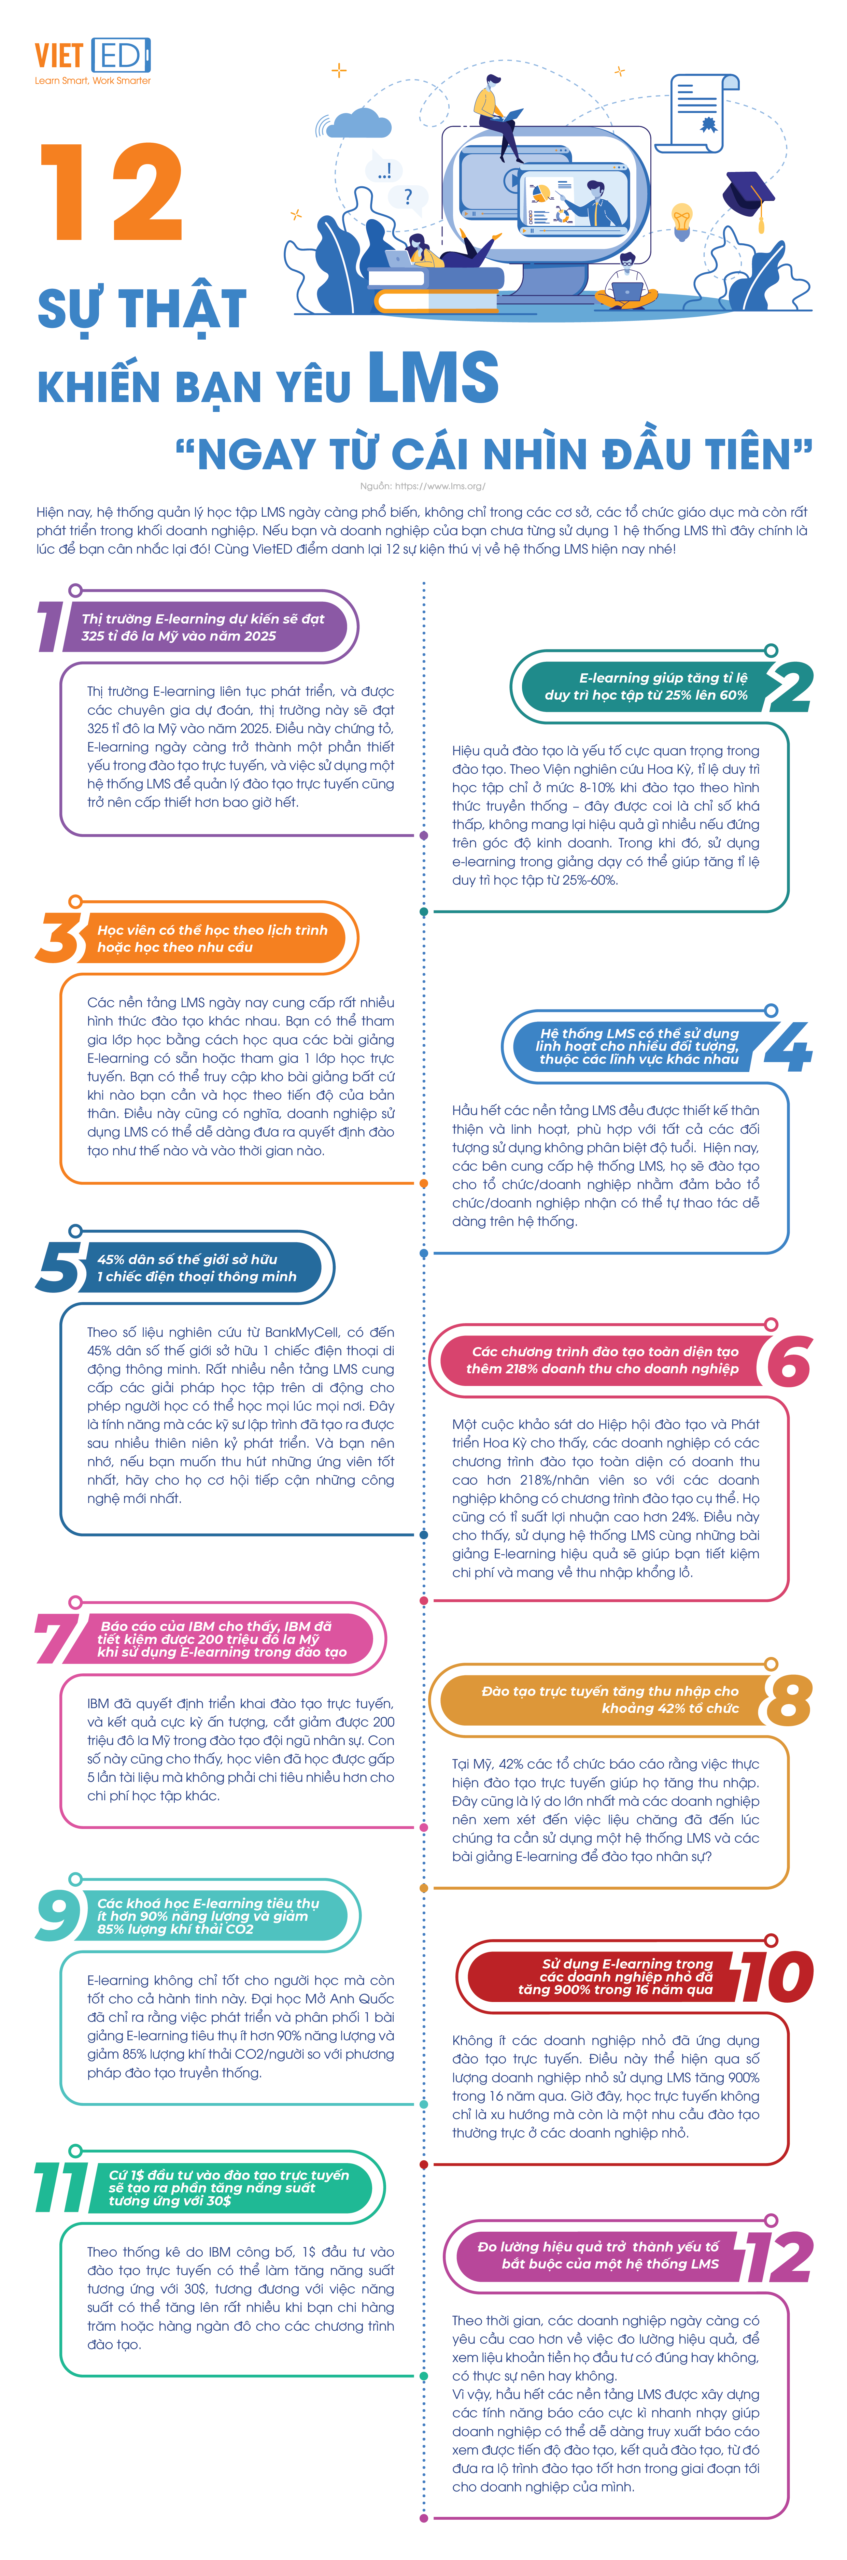 VIET ED
Learn Smart, Work Smarter
..!
?
12
SỰ THẬT
KHIẾN BẠN YÊU LMS
“NGAY TỪ CÁI NHÌN ĐẦU TIÊN”
Nguồn: https://www.lms.org/
Hiện nay, hệ thống quản lý học tập LMS ngày càng phổ biến, không chỉ trong các cơ sở, các tổ chức giáo dục mà còn rất
phát triển trong khối doanh nghiệp. Nếu bạn và doanh nghiệp của bạn chưa từng sử dụng 1 hệ thống LMS thì đây chính là
lúc để bạn cân nhắc lại đó! Cùng VietED điểm danh lại 12 sự kiện thú vị về hệ thống LMS hiện nay nhé!
1
Thị trường E-learning dự kiến sẽ đạt
325 tỉ đô la Mỹ vào năm 2025
Thị trường E-learning liên tục phát triển, và được
các chuyên gia dự đoán, thị trường này sẽ đạt
325 tỉ đô la Mỹ vào năm 2025. Điều này chứng tỏ,
E-learning ngày càng trở thành một phần thiết
yếu trong đào tạo trực tuyến, và việc sử dụng một
hệ thống LMS để quản lý đào tạo trực tuyến cũng
trở nên cấp thiết hơn bao giờ hết.
2
E-learning giúp tăng tỉ lệ
duy trì học tập từ 25% lên 60%
Hiệu quả đào tạo là yếu tố cực quan trọng trong
đào tạo. Theo Viện nghiên cứu Hoa Kỳ, tỉ lệ duy trì
học tập chỉ ở mức 8-10% khi đào tạo theo hình
thức truyền thống – đây được coi là chỉ số khá
thấp, không mang lại hiệu quả gì nhiều nếu đứng
trên góc độ kinh doanh. Trong khi đó, sử dụng
e-learning trong giảng dạy có thể giúp tăng tỉ lệ
duy trì học tập từ 25%-60%.
3
Học viên có thể học theo lịch trình
hoặc học theo nhu cầu
Các nền tảng LMS ngày nay cung cấp rất nhiều
hình thức đào tạo khác nhau. Bạn có thể tham
gia lớp học bằng cách học qua các bài giảng
E-learning có sẵn hoặc tham gia 1 lớp học trực
tuyến. Bạn có thể truy cập kho bài giảng bất cứ
khi nào bạn cần và học theo tiến độ của bản
thân. Điều này cũng có nghĩa, doanh nghiệp sử
dụng LMS có thể dễ dàng đưa ra quyết định đào
tạo như thế nào và vào thời gian nào.
4
Hệ thống LMS có thể sử dụng
linh hoạt cho nhiều đối tượng,
thuộc các lĩnh vực khác nhau
Hầu hết các nền tảng LMS đều được thiết kế thân
thiện và linh hoạt, phù hợp với tất cả các đối
tượng sử dụng không phân biệt độ tuổi. Hiện nay,
các bên cung cấp hệ thống LMS, họ sẽ đào tạo
cho tổ chức/doanh nghiệp nhằm đảm bảo tổ
chức/doanh nghiệp nhận có thể tự thao tác dễ
dàng trên hệ thống.
5
45% dân số thế giới sở hữu
1 chiếc điện thoại thông minh
Theo số liệu nghiên cứu từ BankMyCell, có đến
45% dân số thế giới sở hữu 1 chiếc điện thoại di
động thông minh. Rất nhiều nền tảng LMS cung
cấp các giải pháp học tập trên di động cho
phép người học có thể học mọi lúc mọi nơi. Đây
là tính năng mà các kỹ sư lập trình đã tạo ra được
sau nhiều thiên niên kỷ phát triển. Và bạn nên
nhớ, nếu bạn muốn thu hút những ứng viên tốt
nhất, hãy cho họ cơ hội tiếp cận những công
nghệ mới nhất.
6
Các chương trình đào tạo toàn diện tạo
thêm 218% doanh thu cho doanh nghiệp
Một cuộc khảo sát do Hiệp hội đào tạo và Phát
triển Hoa Kỳ cho thấy, các doanh nghiệp có các
chương trình đào tạo toàn diện có doanh thu
cao hơn 218%/nhân viên so với các doanh
nghiệp không có chương trình đào tạo cụ thể. Họ
cũng có tỉ suất lợi nhuận cao hơn 24%. Điều này
cho thấy, sử dụng hệ thống LMS cùng những bài
giảng E-learning hiệu quả sẽ giúp bạn tiết kiệm
chi phí và mang về thu nhập khổng lồ.
7
Báo cáo của IBM cho thấy, IBM đã
tiết kiệm được 200 triệu đô la Mỹ
khi sử dụng E-learning trong đào tạo
IBM đã quyết định triển khai đào tạo trực tuyến,
và kết quả cực kỳ ấn tượng, cắt giảm được 200
triệu đô la Mỹ trong đào tạo đội ngũ nhân sự. Con
số này cũng cho thấy, học viên đã học được gấp
5 lần tài liệu mà không phải chi tiêu nhiều hơn cho
chi phí học tập khác.
8
Đào tạo trực tuyến tăng thu nhập cho
khoảng 42% tổ chức
Tại Mỹ, 42% các tổ chức báo cáo rằng việc thực
hiện đào tạo trực tuyến giúp họ tăng thu nhập.
Đây cũng là lý do lớn nhất mà các doanh nghiệp
nên xem xét đến việc liệu chăng đã đến lúc
chúng ta cần sử dụng một hệ thống LMS và các
bài giảng E-learning để đào tạo nhân sự?
9
Các khoá học E-learning tiêu thụ
ít hơn 90% năng lượng và giảm
85% lượng khí thải CO2
E-learning không chỉ tốt cho người học mà còn
tốt cho cả hành tinh này. Đại học Mở Anh Quốc
đã chỉ ra rằng việc phát triển và phân phối 1 bài
giảng E-learning tiêu thụ ít hơn 90% năng lượng và
giảm 85% lượng khí thải CO2/người so với phương
pháp đào tạo truyền thống.
10
Sử dụng E-learning trong
các doanh nghiệp nhỏ đã
tăng 900% trong 16 năm qua
Không ít các doanh nghiệp nhỏ đã ứng dụng
đào tạo trực tuyến. Điều này thể hiện qua số
lượng doanh nghiệp nhỏ sử dụng LMS tăng 900%
trong 16 năm qua. Giờ đây, học trực tuyến không
chỉ là xu hướng mà còn là một nhu cầu đào tạo
thường trực ở các doanh nghiệp nhỏ.
11
Cứ 1$ đầu tư vào đào tạo trực tuyến
sẽ tạo ra phần tăng năng suất
tương ứng với 30$
Theo thống kê do IBM công bố, 1$ đầu tư vào
đào tạo trực tuyến có thể làm tăng năng suất
tương ứng với 30$, tương đương với việc năng
suất có thể tăng lên rất nhiều khi bạn chi hàng
trăm hoặc hàng ngàn đô cho các chương trình
đào tạo.
12
Đo lường hiệu quả trở thành yếu tố
bắt buộc của một hệ thống LMS
Theo thời gian, các doanh nghiệp ngày càng có
yêu cầu cao hơn về việc đo lường hiệu quả, để
xem liệu khoản tiền họ đầu tư có đúng hay không,
có thực sự nên hay không.
Vì vậy, hầu hết các nền tảng LMS được xây dựng
các tính năng báo cáo cực kì nhanh nhạy giúp
doanh nghiệp có thể dễ dàng truy xuất báo cáo
xem được tiến độ đào tạo, kết quả đào tạo, từ đó
đưa ra lộ trình đào tạo tốt hơn trong giai đoạn tới
cho doanh nghiệp của mình.